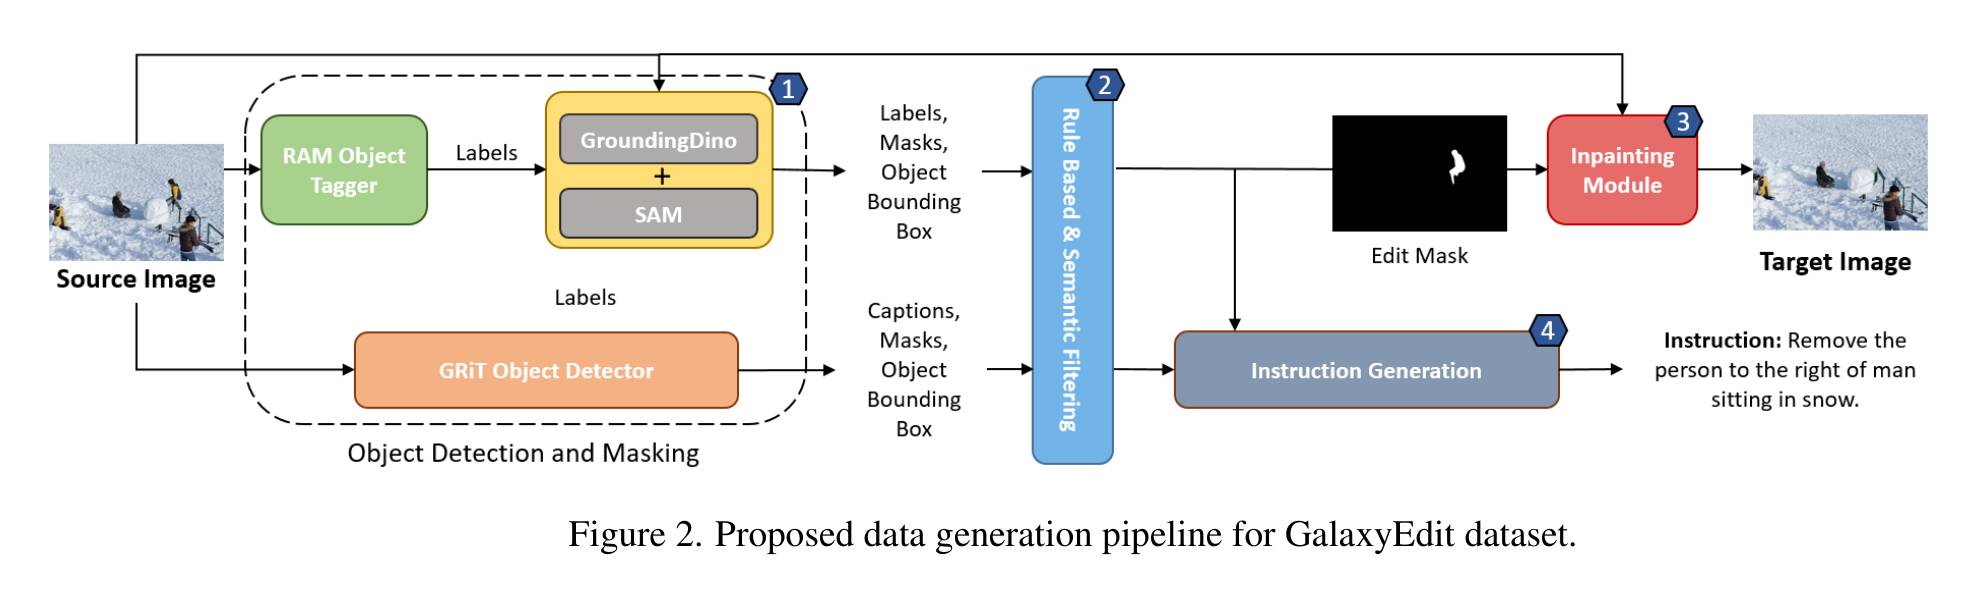 1
2
3
4
RAM Object
Tagger
Labels
GroundingDino
+
SAM
Labels,
Masks,
Object
Bounding
Box
Rule Based & Semantic Filtering
Edit Mask
Inpainting
Module
Target Image
Source Image
Labels
GRiT Object Detector
Captions,
Masks,
Object
Bounding
Box
Instruction Generation
Instruction: Remove the
person to the right of man
sitting in snow.
Object Detection and Masking
Figure 2. Proposed data generation pipeline for GalaxyEdit dataset.